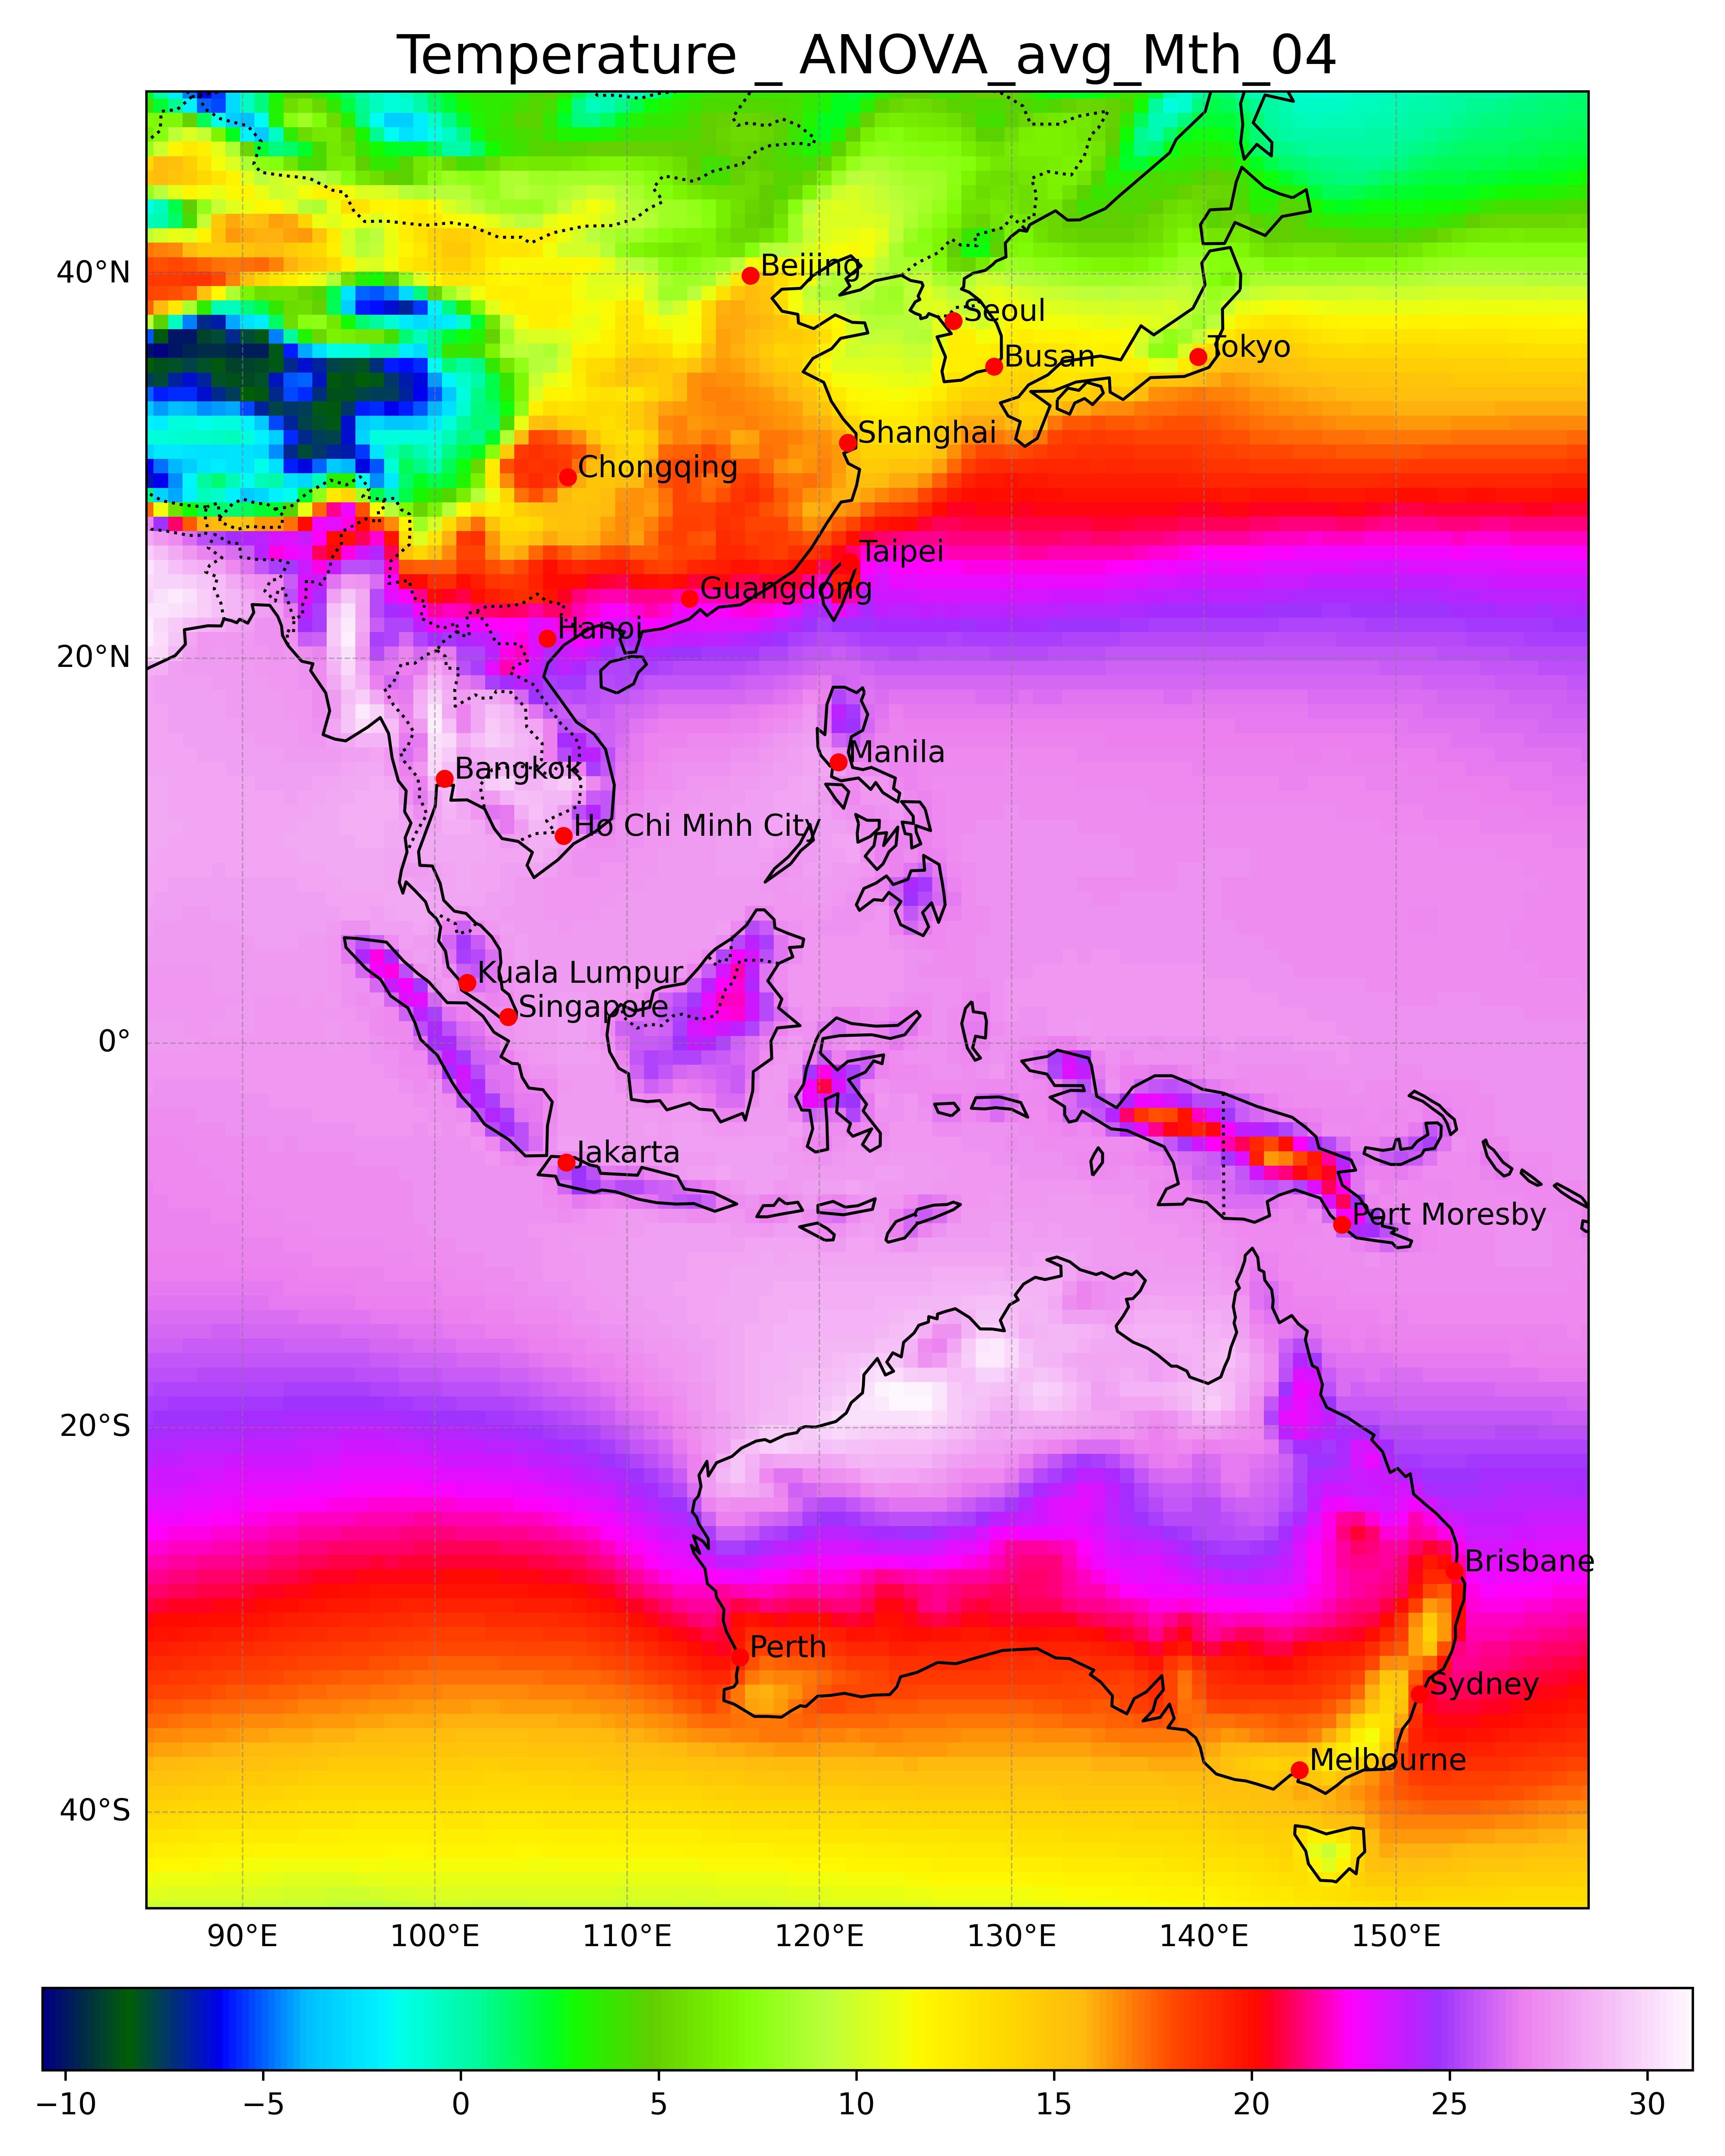 Temperature _ ANOVA_avg_Mth_04
40°N
20°N
0°
20°S
40°S
Beijing
Seoul
Busan
Tokyo
Shanghai
Chongqing
Taipei
Guangdong
Hanoi
Manila
Bangkok
Ho Chi Minh City
Kuala Lumpur
Singapore
Jakarta
Port Moresby
Brisbane
Perth
Sydney
Melbourne
90°E 100°E 110°E 120°E 130°E 140°E 150°E
−10 −5 0 5 10 15 20 25 30